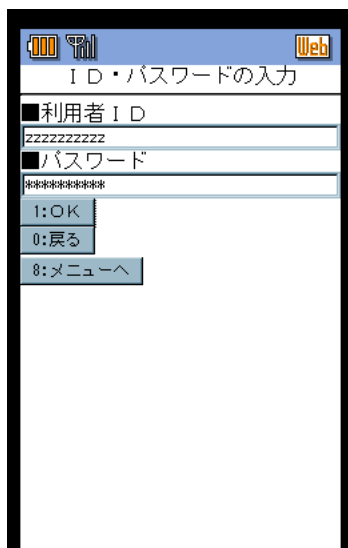 Web
ＩＤ・パスワードの入力
■利用者ＩＤ
zzzzzzzzzz
■パスワード
**********
1:ＯＫ
0:戻る
8:メニューへ